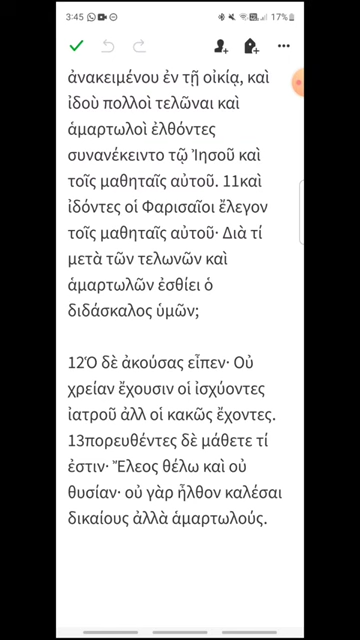 3:45
17%
ἀνακειμένου ἐν τῇ οἰκίᾳ, καὶ
ἰδοὺ πολλοὶ τελῶναι καὶ
ἁμαρτωλοὶ ἐλθόντες
συνανέκειντο τῷ Ἰησοῦ καὶ
τοῖς μαθηταῖς αὐτοῦ. 11καὶ
ἰδόντες οἱ Φαρισαῖοι ἔλεγον
τοῖς μαθηταῖς αὐτοῦ· Διὰ τί
μετὰ τῶν τελωνῶν καὶ
ἁμαρτωλῶν ἐσθίει ὁ
διδάσκαλος ὑμῶν;
12Ὁ δὲ ἀκούσας εἶπεν· Οὐ
χρείαν ἔχουσιν οἱ ἰσχύοντες
ἰατροῦ ἀλλ οἱ κακῶς ἔχοντες.
13πορευθέντες δὲ μάθετε τί
ἐστιν· Ἔλεος θέλω καὶ οὐ
θυσίαν· οὐ γὰρ ἦλθον καλέσαι
δικαίους ἀλλὰ ἁμαρτωλούς.